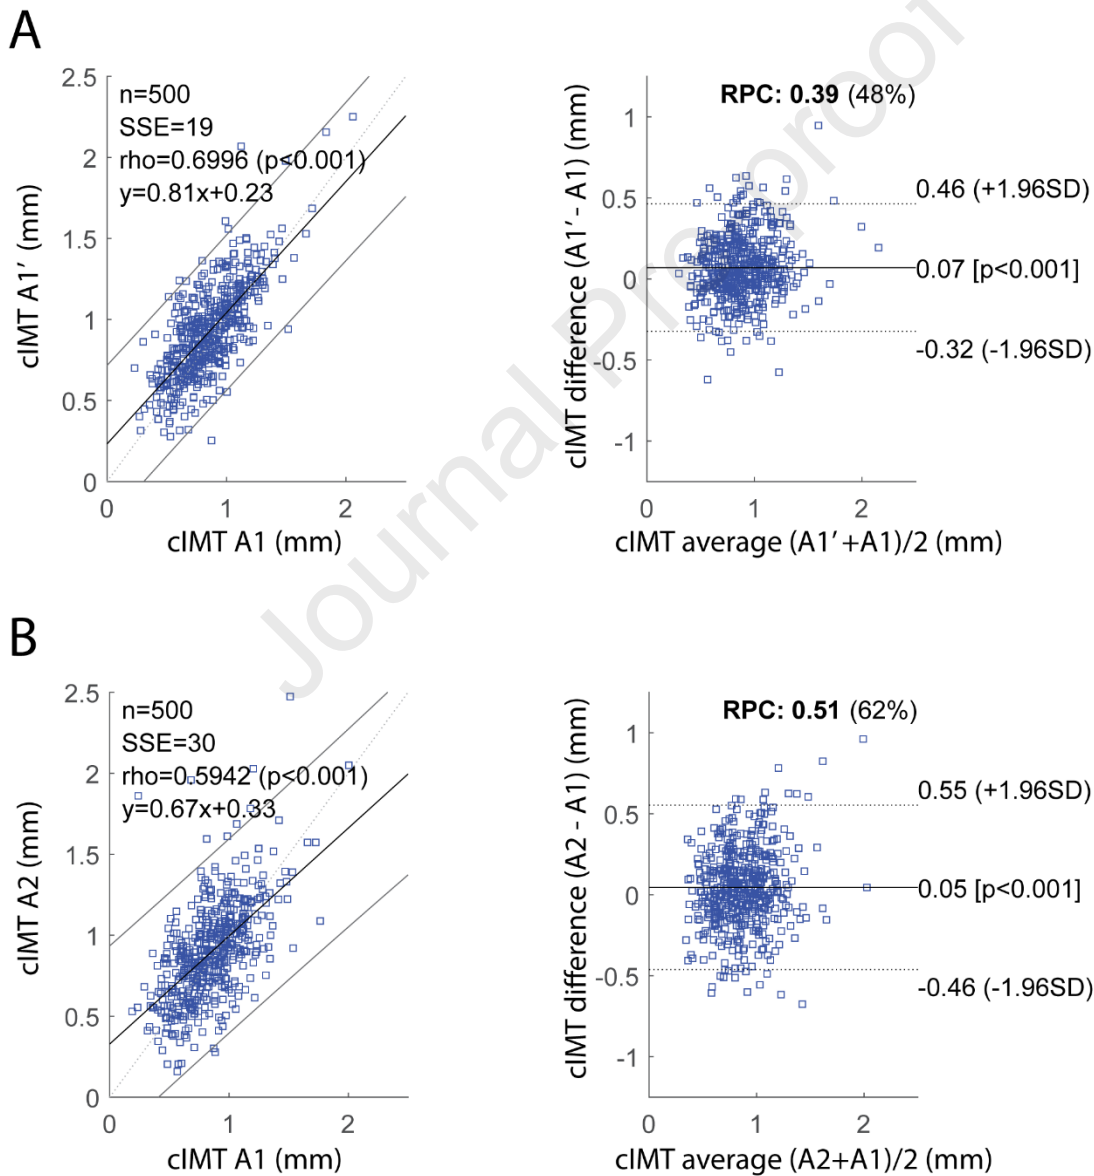 A
2.5
2
1.5
1
0.5
0
0
1
2
cIMT A1' (mm)
cIMT A1 (mm)
n=500
SSE=19
rho=0.6996 (p<0.001)
y=0.81x+0.23
RPC: 0.39 (48%)
1
0.5
0
-0.5
-1
0
1
2
cIMT difference (A1' - A1) (mm)
cIMT average (A1'+A1)/2 (mm)
0.46 (+1.96SD)
0.07 [p<0.001]
-0.32 (-1.96SD)
Journal Pre-proof
B
2.5
2
1.5
1
0.5
0
0
1
2
cIMT A2 (mm)
cIMT A1 (mm)
n=500
SSE=30
rho=0.5942 (p<0.001)
y=0.67x+0.33
RPC: 0.51 (62%)
1
0.5
0
-0.5
-1
0
1
2
cIMT difference (A2 - A1) (mm)
cIMT average (A2+A1)/2 (mm)
0.55 (+1.96SD)
0.05 [p<0.001]
-0.46 (-1.96SD)